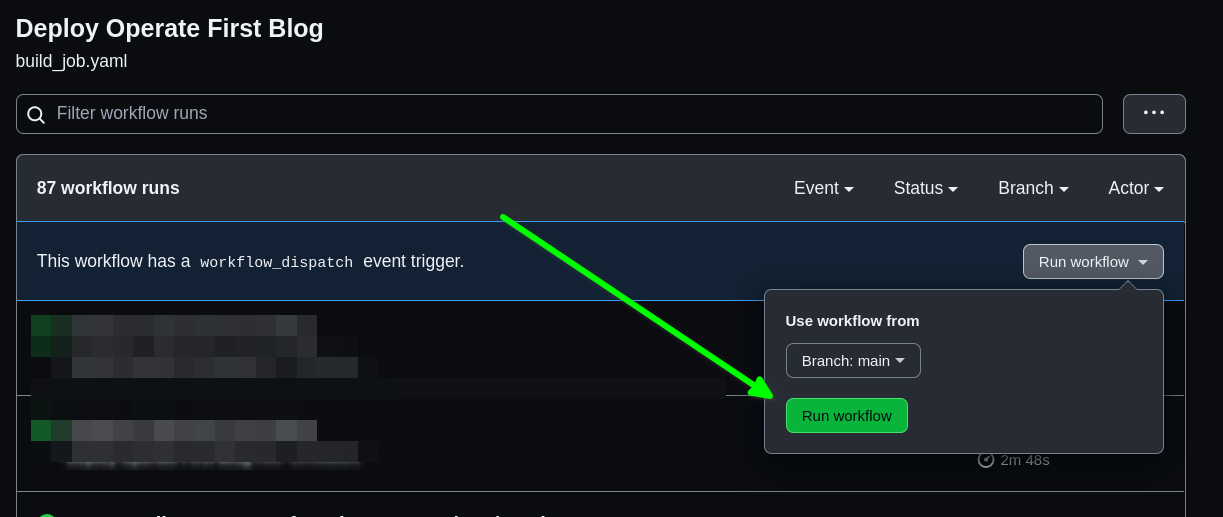 Deploy Operate First Blog
build_job.yaml
Filter workflow runs
87 workflow runs
Event
Status
Branch
Actor
This workflow has a workflow_dispatch event trigger.
Run workflow
Use workflow from
Branch: main
Run workflow
2m 48s